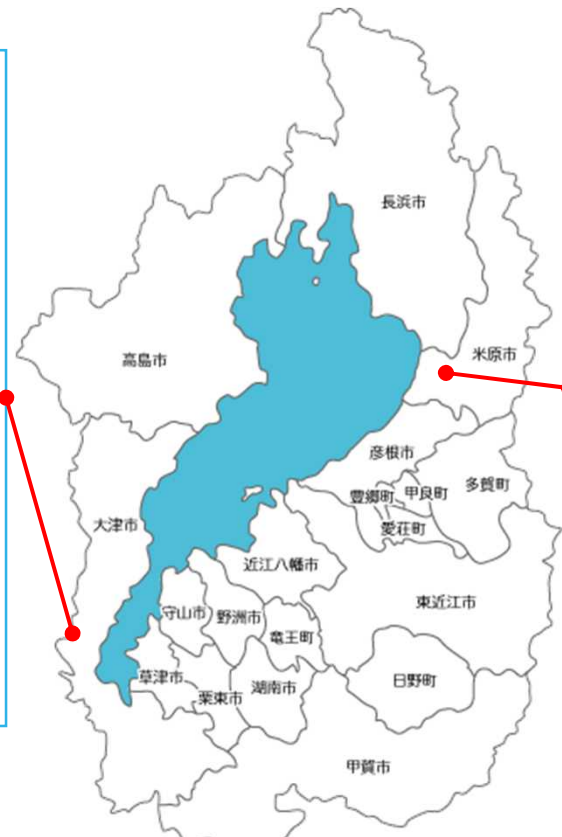 長浜市
米原市
高島市
彦根市
多賀町
豊郷町
甲良町
愛荘町
大津市
近江八幡市
東近江市
守山市
野洲市
竜王町
草津市
日野町
湖南市
栗東市
甲賀市